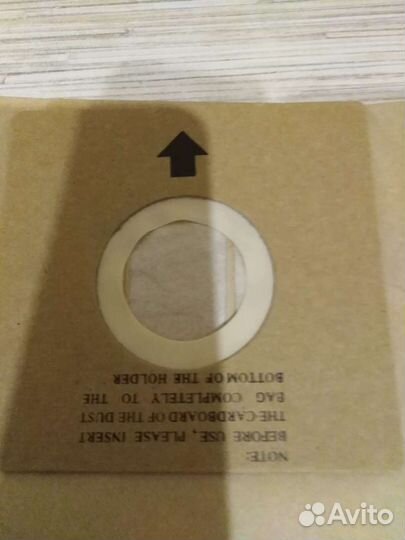 NOTE:
BEFORE USE, PLEASE INSERT
THE CARDBOARD OF THE DUST
BAG COMPLETELY TO THE
BOTTOM OF THE HOLDER
Avito